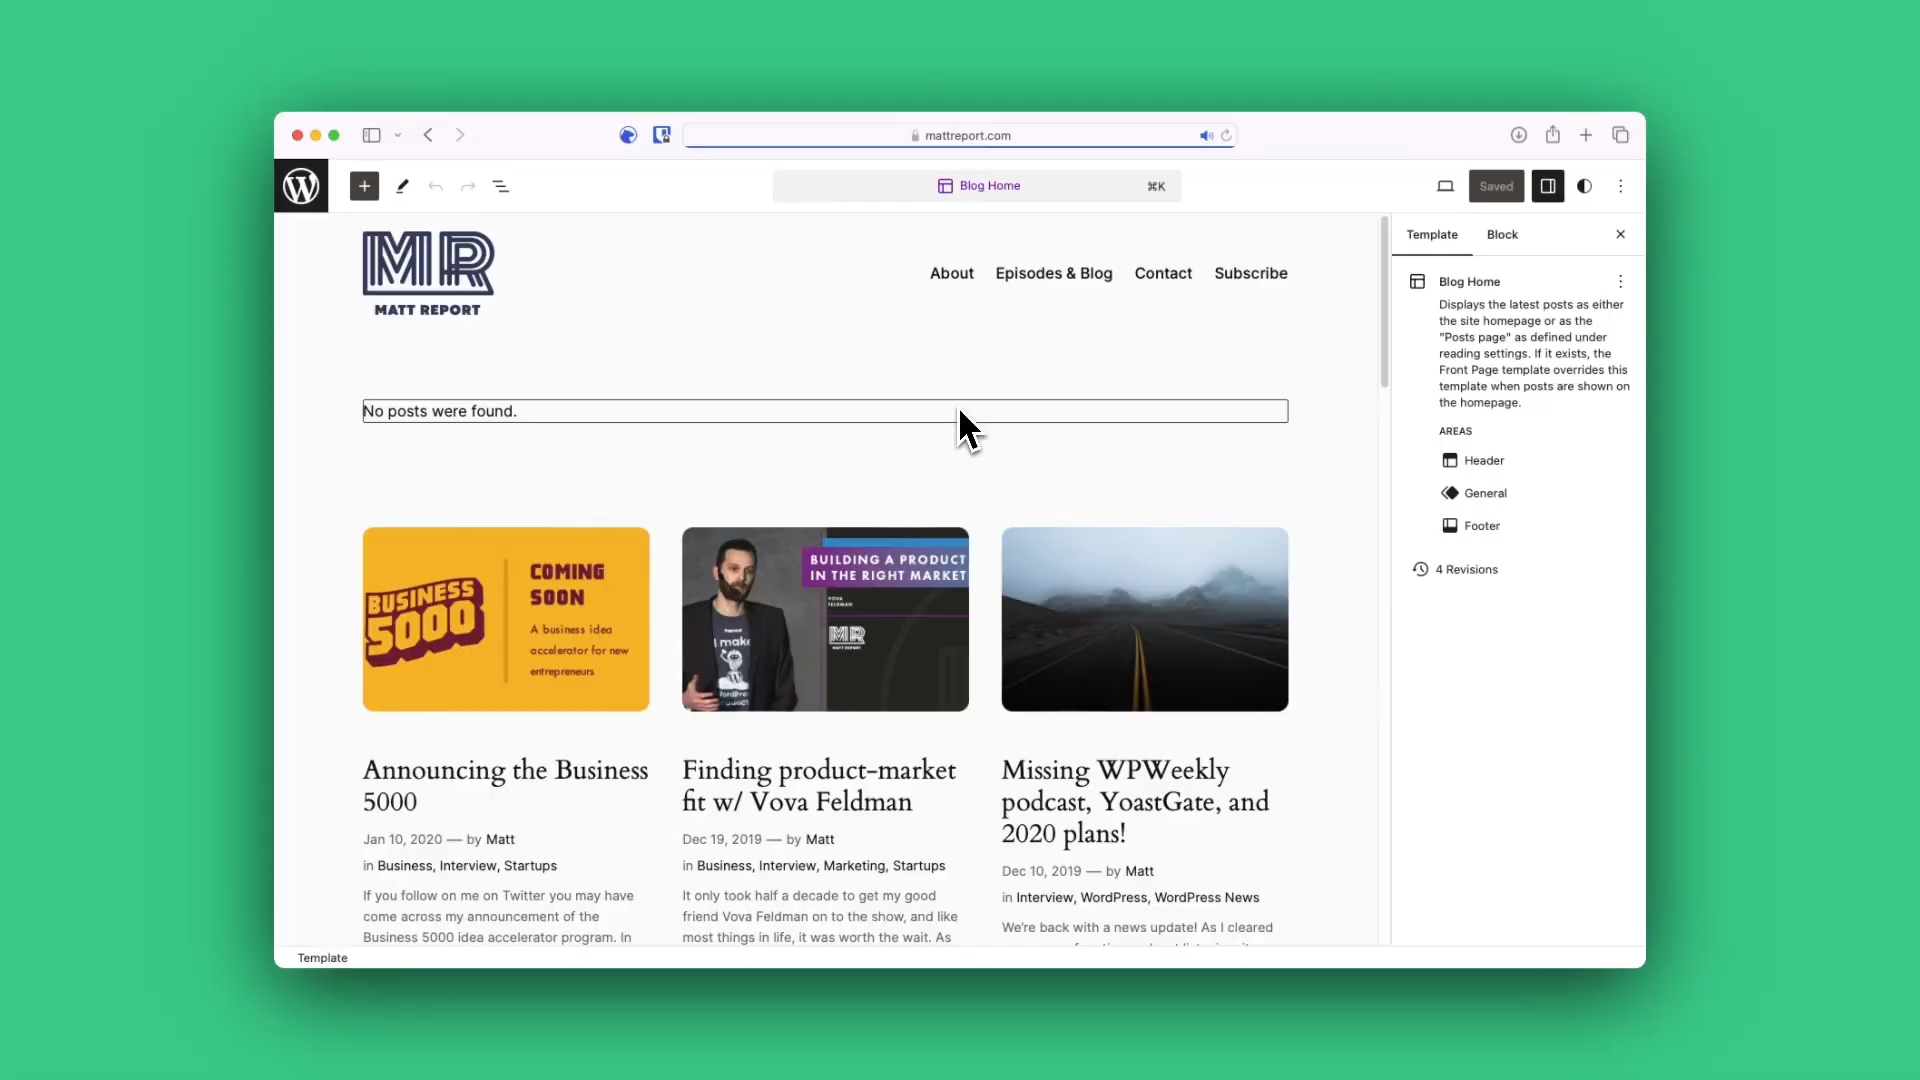 mattreport.com
Blog Home
⌘K
Saved
MR
MATT REPORT
About
Episodes & Blog
Contact
Subscribe
No posts were found.
BUSINESS
5000
COMING
SOON
A business idea
accelerator for new
entrepreneurs
BUILDING A PRODUCT
IN THE RIGHT MARKET
VOVA
FELDMAN
MR
MATT REPORT
I make
Announcing the Business
5000
Jan 10, 2020 — by Matt
in Business, Interview, Startups
If you follow on me on Twitter you may have
come across my announcement of the
Business 5000 idea accelerator program. In
Finding product-market
fit w/ Vova Feldman
Dec 19, 2019 — by Matt
in Business, Interview, Marketing, Startups
It only took half a decade to get my good
friend Vova Feldman on to the show, and like
most things in life, it was worth the wait. As
Missing WPWeekly
podcast, YoastGate, and
2020 plans!
Dec 10, 2019 — by Matt
in Interview, WordPress, WordPress News
We're back with a news update! As I cleared
Template
Block
Blog Home
Displays the latest posts as either
the site homepage or as the
"Posts page" as defined under
reading settings. If it exists, the
Front Page template overrides this
template when posts are shown on
the homepage.
AREAS
Header
General
Footer
4 Revisions
Template